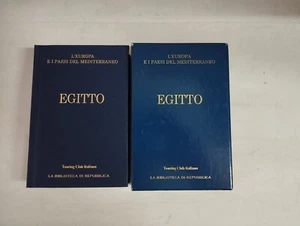 L'EUROPA
E I PAESI DEL MEDITERRANEO
EGITTO
Touring Club Italiano
LA BIBLIOTECA DI REPUBBLICA
L'EUROPA
E I PAESI DEL MEDITERRANEO
EGITTO
Touring Club Italiano
LA BIBLIOTECA DI REPUBBLICA